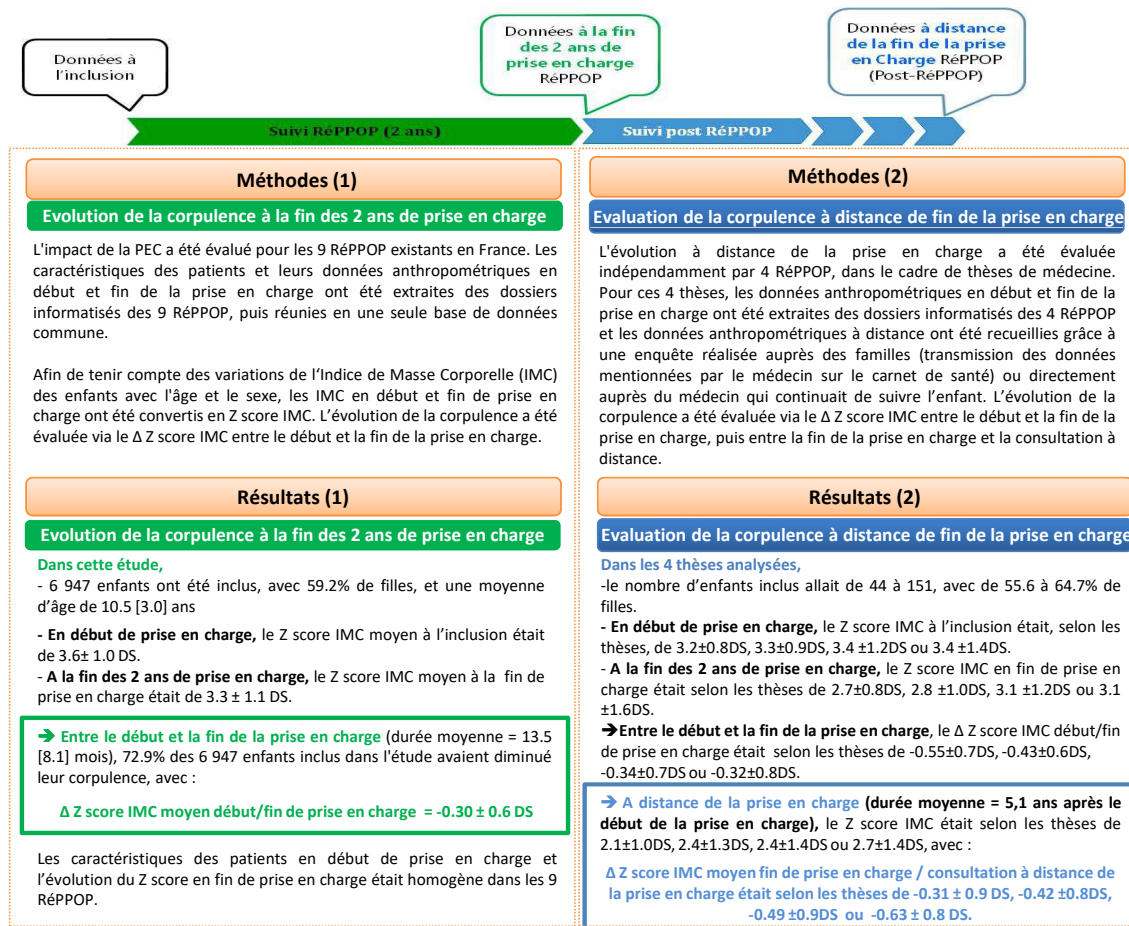 Données à
l'inclusion
Données à la fin
des 2 ans de
prise en charge
RéPPOP
Données à distance
de la fin de la prise
en Charge RéPPOP
(Post-RéPPOP)
Suivi RéPPOP (2 ans)
Suivi post RéPPOP
Méthodes (1)
Evolution de la corpulence à la fin des 2 ans de prise en charge
L'impact de la PEC a été évalué pour les 9 RéPPOP existants en France. Les
caractéristiques des patients et leurs données anthropométriques en
début et fin de la prise en charge ont été extraites des dossiers
informatisés des 9 RéPPOP, puis réunies en une seule base de données
commune.
Afin de tenir compte des variations de l'Indice de Masse Corporelle (IMC)
des enfants avec l'âge et le sexe, les IMC en début et fin de prise en
charge ont été convertis en Z score IMC. L'évolution de la corpulence a été
évaluée via le Δ Z score IMC entre le début et la fin de la prise en charge.
Résultats (1)
Evolution de la corpulence à la fin des 2 ans de prise en charge
Dans cette étude,
- 6 947 enfants ont été inclus, avec 59.2% de filles, et une moyenne
d'âge de 10.5 [3.0] ans
- En début de prise en charge, le Z score IMC moyen à l'inclusion était
de 3.6± 1.0 DS.
- A la fin des 2 ans de prise en charge, le Z score IMC moyen à la fin de
prise en charge était de 3.3 ± 1.1 DS.
➔ Entre le début et la fin de la prise en charge (durée moyenne = 13.5
[8.1] mois), 72.9% des 6 947 enfants inclus dans l'étude avaient diminué
leur corpulence, avec :
Δ Z score IMC moyen début/fin de prise en charge = -0.30 ± 0.6 DS
Les caractéristiques des patients en début de prise en charge et
l'évolution du Z score en fin de prise en charge était homogène dans les 9
RéPPOP.
Méthodes (2)
Evaluation de la corpulence à distance de fin de la prise en charge
L'évolution à distance de la prise en charge a été évaluée
indépendamment par 4 RéPPOP, dans le cadre de thèses de médecine.
Pour ces 4 thèses, les données anthropométriques en début et fin de la
prise en charge ont été extraites des dossiers informatisés des 4 RéPPOP
et les données anthropométriques à distance ont été recueillies grâce à
une enquête réalisée auprès des familles (transmission des données
mentionnées par le médecin sur le carnet de santé) ou directement
auprès du médecin qui continuait de suivre l'enfant. L'évolution de la
corpulence a été évaluée via le Δ Z score IMC entre le début et la fin de la
prise en charge, puis entre la fin de la prise en charge et la consultation à
distance.
Résultats (2)
Evaluation de la corpulence à distance de fin de la prise en charge
Dans les 4 thèses analysées,
-le nombre d'enfants inclus allait de 44 à 151, avec de 55.6 à 64.7% de
filles.
- En début de prise en charge, le Z score IMC à l'inclusion était, selon les
thèses, de 3.2±0.8DS, 3.3±0.9DS, 3.4 ±1.2DS ou 3.4 ±1.4DS.
- A la fin des 2 ans de prise en charge, le Z score IMC en fin de prise en
charge était selon les thèses de 2.7±0.8DS, 2.8 ±1.0DS, 3.1 ±1.2DS ou 3.1
±1.6DS.
➔Entre le début et la fin de la prise en charge, le Δ Z score IMC début/fin
de prise en charge était selon les thèses de -0.55±0.7DS, -0.43±0.6DS,
-0.34±0.7DS ou -0.32±0.8DS.
➔ A distance de la prise en charge (durée moyenne = 5,1 ans après le
début de la prise en charge), le Z score IMC était selon les thèses de
2.1±1.0DS, 2.4±1.3DS, 2.4±1.4DS ou 2.7±1.4DS, avec :
Δ Z score IMC moyen fin de prise en charge / consultation à distance de
la prise en charge était selon les thèses de -0.31 ± 0.9 DS, -0.42 ±0.8DS,
-0.49 ±0.9DS ou -0.63 ± 0.8 DS.